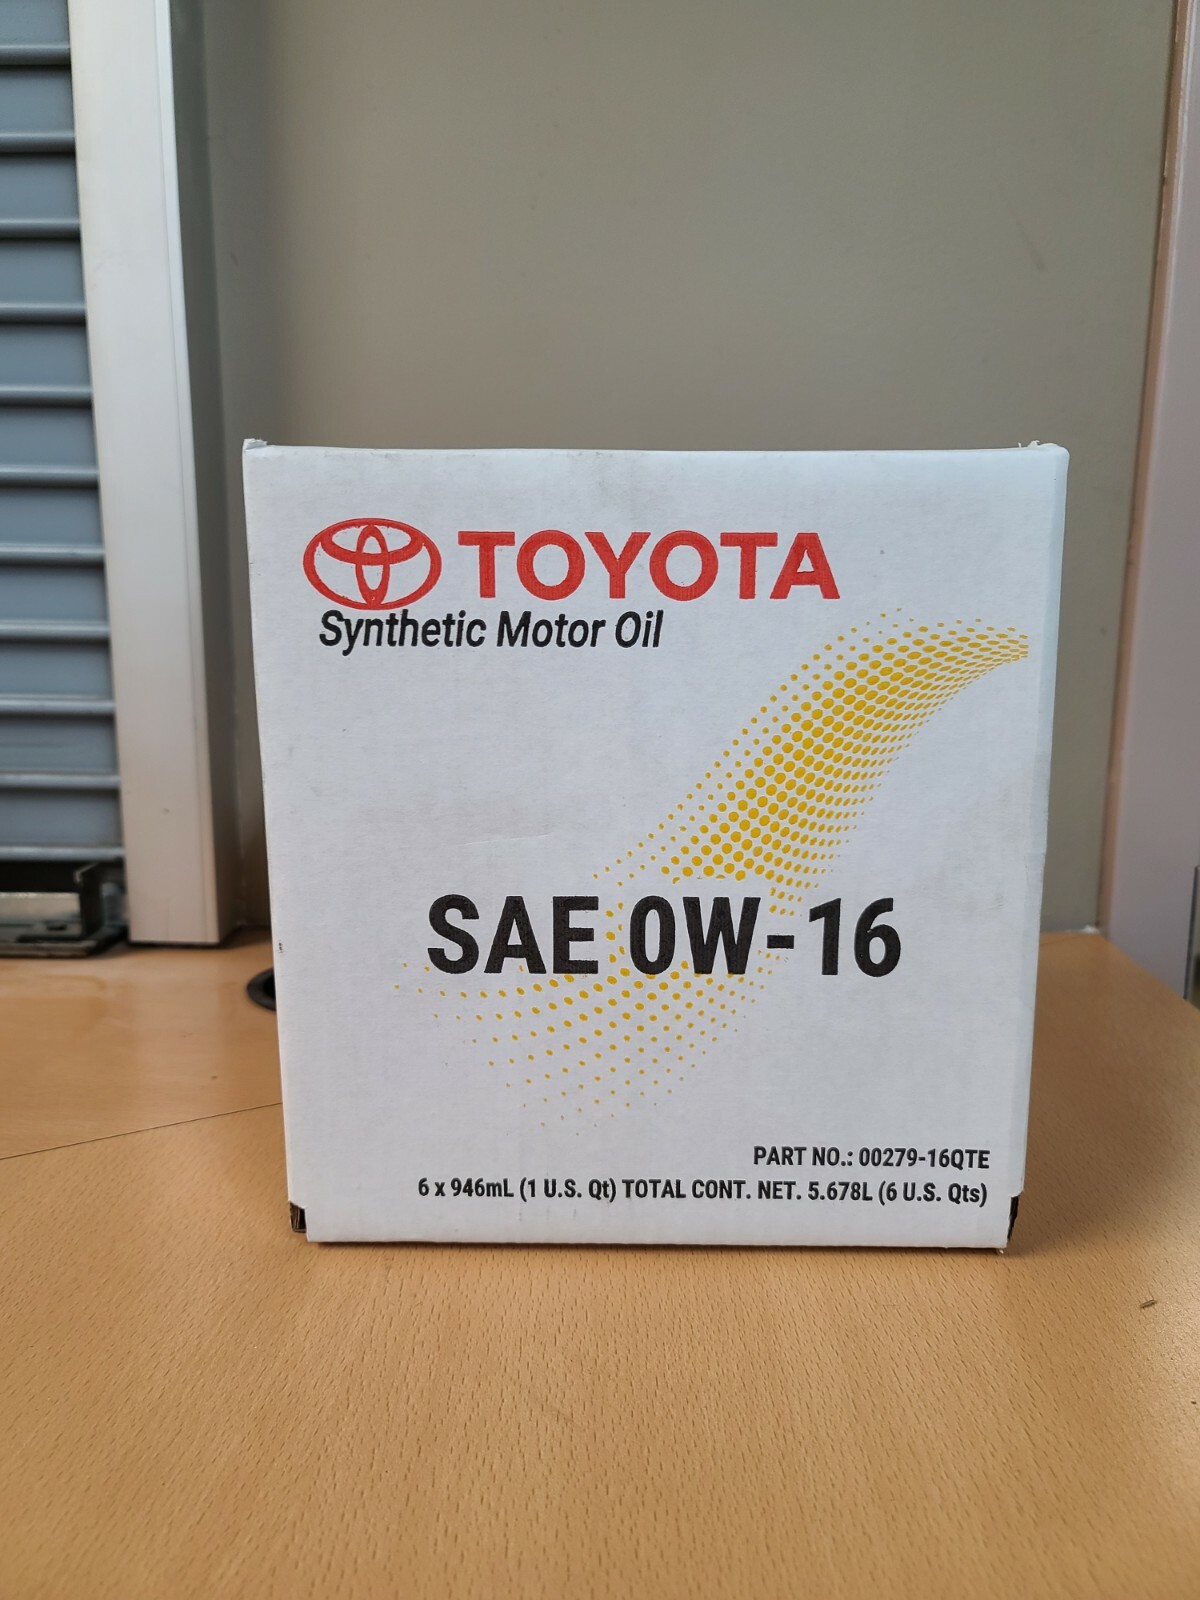 TOYOTA
Synthetic Motor Oil
SAE 0W-16
PART NO.: 00279-16QTE
6 x 946mL (1 U.S. Qt) TOTAL CONT. NET. 5.678L (6 U.S. Qts)